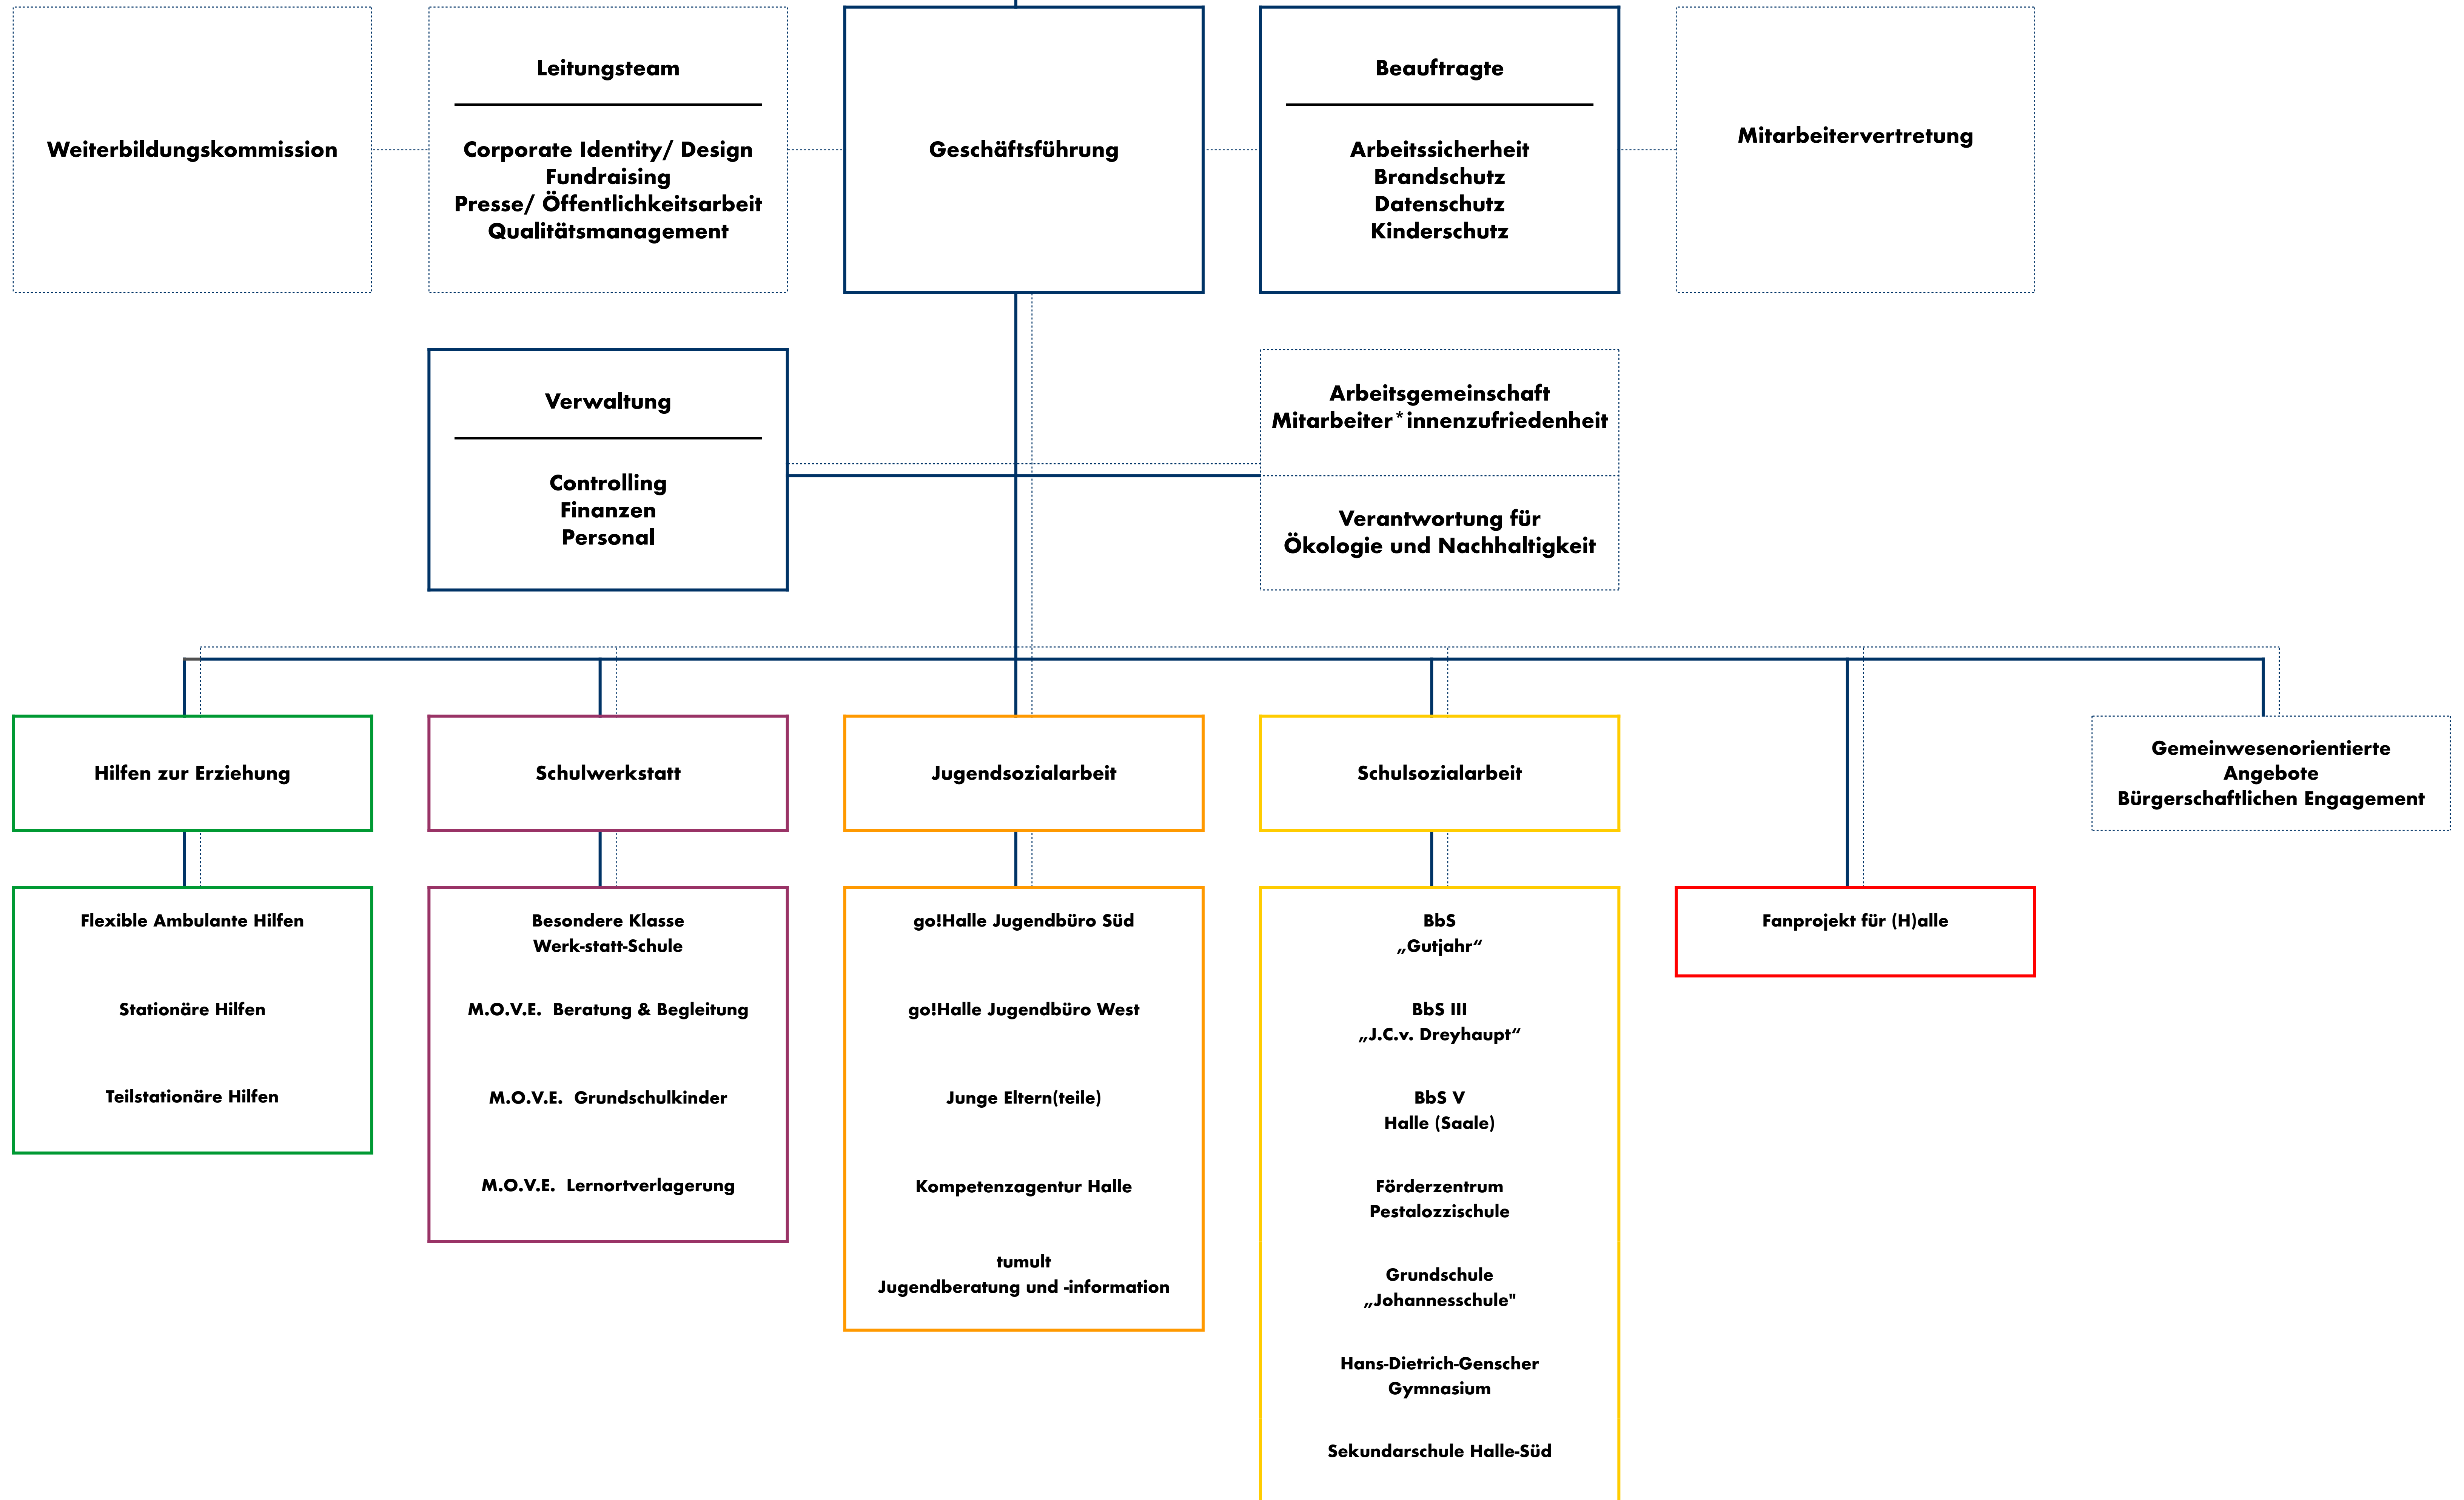 Weiterbildungskommission
Leitungsteam
Corporate Identity/ Design
Fundraising
Presse/ Öffentlichkeitsarbeit
Qualitätsmanagement
Geschäftsführung
Beauftragte
Arbeitssicherheit
Brandschutz
Datenschutz
Kinderschutz
Mitarbeitervertretung
Verwaltung
Controlling
Finanzen
Personal
Arbeitsgemeinschaft
Mitarbeiter*innenzufriedenheit
Verantwortung für
Ökologie und Nachhaltigkeit
Hilfen zur Erziehung
Schulwerkstatt
Jugendsozialarbeit
Schulsozialarbeit
Gemeinwesenorientierte
Angebote
Bürgerschaftlichen Engagement
Flexible Ambulante Hilfen
Stationäre Hilfen
Teilstationäre Hilfen
Besondere Klasse
Werk-statt-Schule
M.O.V.E.  Beratung & Begleitung
M.O.V.E.  Grundschulkinder
M.O.V.E.  Lernortverlagerung
go!Halle Jugendbüro Süd
go!Halle Jugendbüro West
Junge Eltern(teile)
Kompetenzagentur Halle
tumult
Jugendberatung und -information
BbS
„Gutjahr“
BbS III
„J.C.v. Dreyhaupt“
BbS V
Halle (Saale)
Förderzentrum
Pestalozzischule
Grundschule
„Johannesschule"
Hans-Dietrich-Genscher
Gymnasium
Sekundarschule Halle-Süd
Fanprojekt für (H)alle